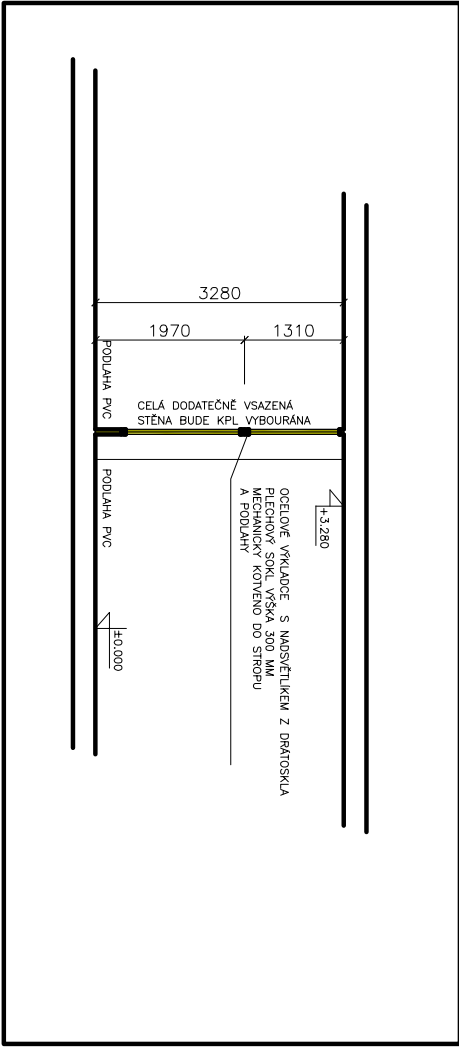 3280
1970
1310
PODLAHA PVC
CELÁ DODATEČNĚ VSAZENÁ
STĚNA BUDE KPL VYBOURÁNA
PODLAHA PVC
+3.280
OCELOVÉ VÝKLADCE S NADSVĚTLÍKEM Z DRÁTOSKLA
PLECHOVÝ SOKL VÝŠKA 300 MM
MECHANICKY KOTVENO DO STROPU
A PODLAHY
±0.000